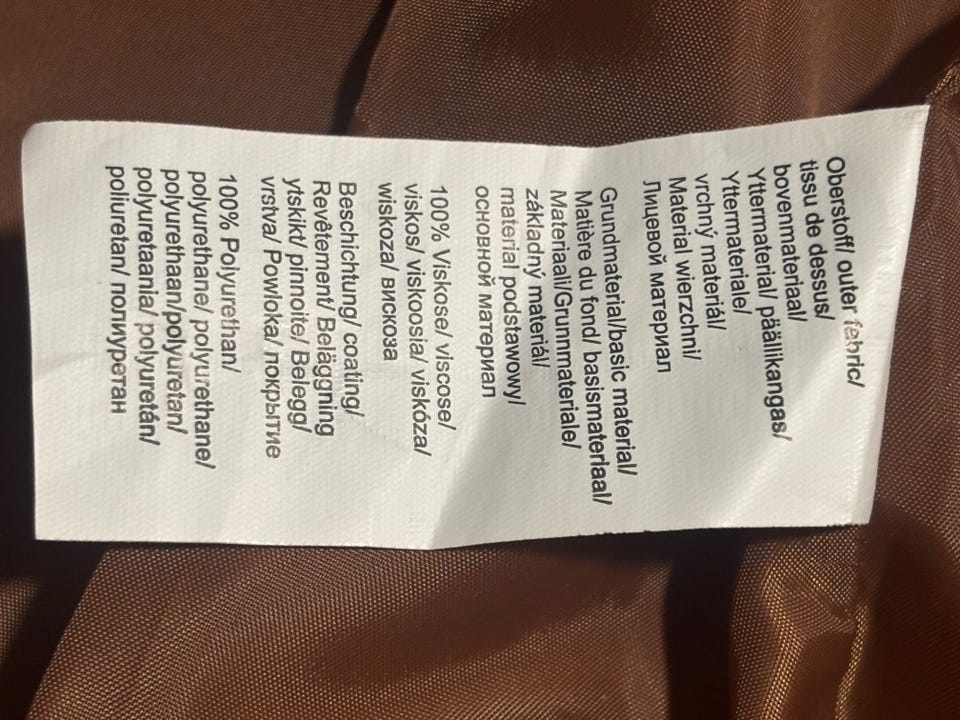 Oberstoff/ outer fabric/
tissu de dessus/
bovenmateriaal/
Yttermaterial/ päällikangas/
Yttermateriale/
vrchný materiál/
Material wierzchni/
Лицевой материал
Grundmaterial/basic material/
Matière du fond/ basismateriaal/
Materiaali/Grunnmateriale/
základný materiál/
material podstawowy/
основной материал
100% Viskose/ viscose/
viskos/ viskoosia/ viskóza/
wiskoza/ вискоза
Beschichtung/ coating/
Revêtement/ Beläggning
ytskikt/ pinnoite/ Belegg/
vrstva/ Powloka/ покрытие
100% Polyurethan/
polyurethane/ polyurethane/
polyurethaan/polyuretan/
polyuretaania/ polyuretán/
poliuretan/ полиуретан